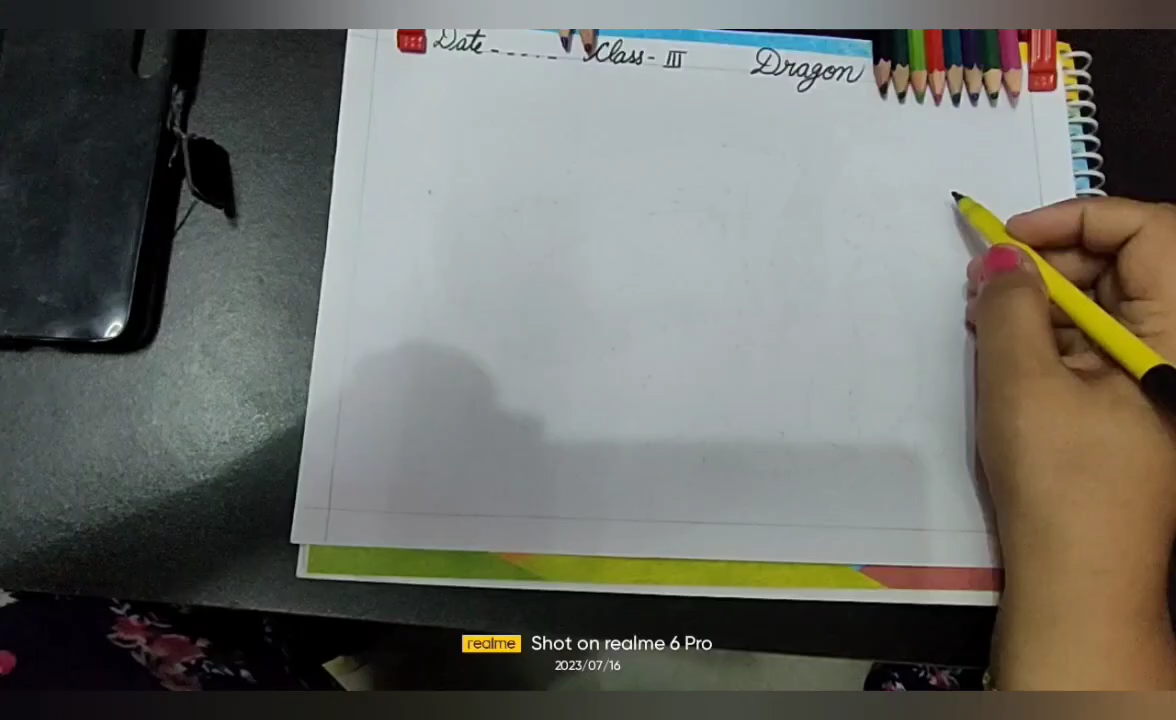 Date------ Class- III Dragon
realme Shot on realme 6 Pro
2023/07/16